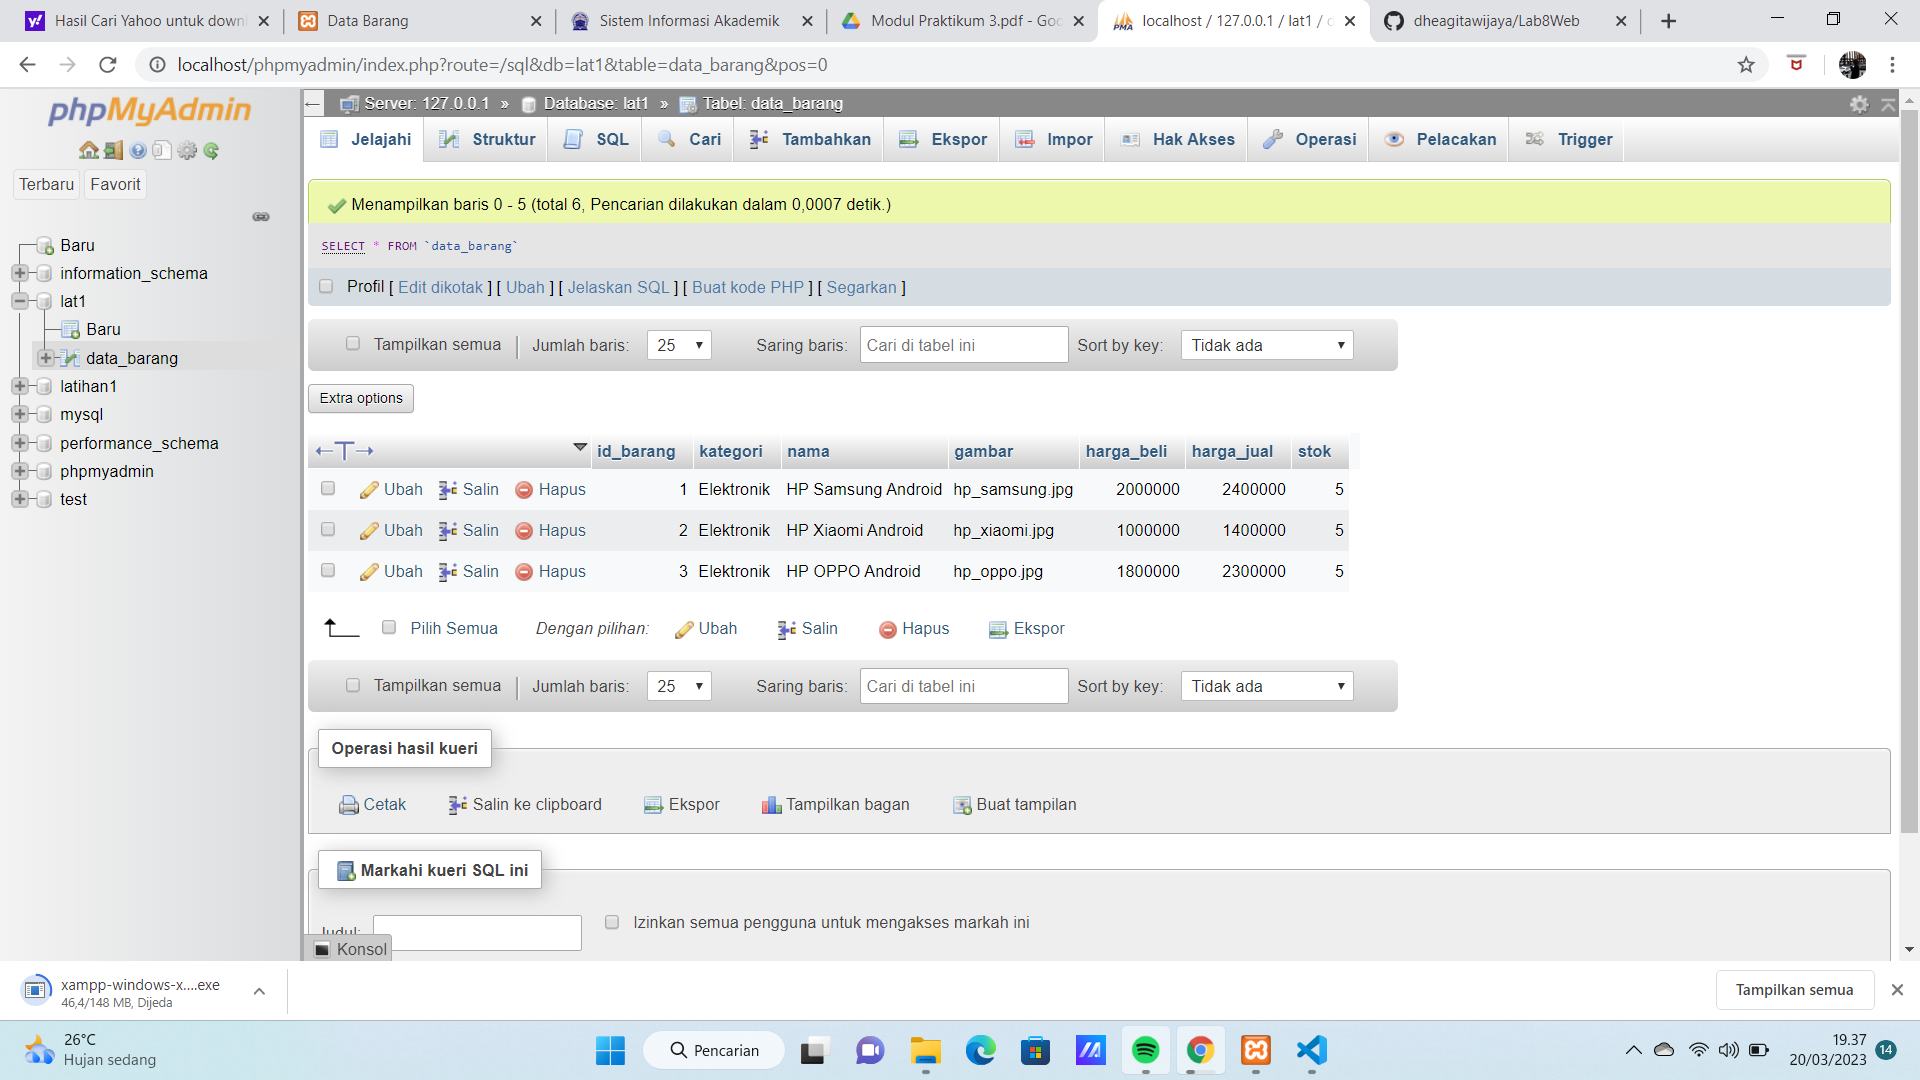 Hasil Cari Yahoo untuk down
Data Barang
Sistem Informasi Akademik
Modul Praktikum 3.pdf - Goo
localhost / 127.0.0.1 / lat1 / d
dheagitawijaya/Lab8Web
localhost/phpmyadmin/index.php?route=/sql&db=lat1&table=data_barang&pos=0
phpMyAdmin
Terbaru
Favorit
Baru
information_schema
lat1
Baru
data_barang
latihan1
mysql
performance_schema
phpmyadmin
test
Server: 127.0.0.1 » Database: lat1 » Tabel: data_barang
Jelajahi Struktur SQL Cari Tambahkan Ekspor Impor Hak Akses Operasi Pelacakan Trigger
Menampilkan baris 0 - 5 (total 6, Pencarian dilakukan dalam 0,0007 detik.)
SELECT * FROM `data_barang`
Profil [ Edit dikotak ] [ Ubah ] [ Jelaskan SQL ] [ Buat kode PHP ] [ Segarkan ]
Tampilkan semua Jumlah baris: 25 Saring baris: Cari di tabel ini Sort by key: Tidak ada
Extra options
id_barang kategori nama gambar harga_beli harga_jual stok
Ubah Salin Hapus 1 Elektronik HP Samsung Android hp_samsung.jpg 2000000 2400000 5
Ubah Salin Hapus 2 Elektronik HP Xiaomi Android hp_xiaomi.jpg 1000000 1400000 5
Ubah Salin Hapus 3 Elektronik HP OPPO Android hp_oppo.jpg 1800000 2300000 5
Pilih Semua Dengan pilihan: Ubah Salin Hapus Ekspor
Tampilkan semua Jumlah baris: 25 Saring baris: Cari di tabel ini Sort by key: Tidak ada
Operasi hasil kueri
Cetak Salin ke clipboard Ekspor Tampilkan bagan Buat tampilan
Markahi kueri SQL ini
Judul: Izinkan semua pengguna untuk mengakses markah ini
Konsol
xampp-windows-x....exe
46,4/148 MB, Dijeda
Tampilkan semua
26°C
Hujan sedang
Pencarian
19.37
20/03/2023
14